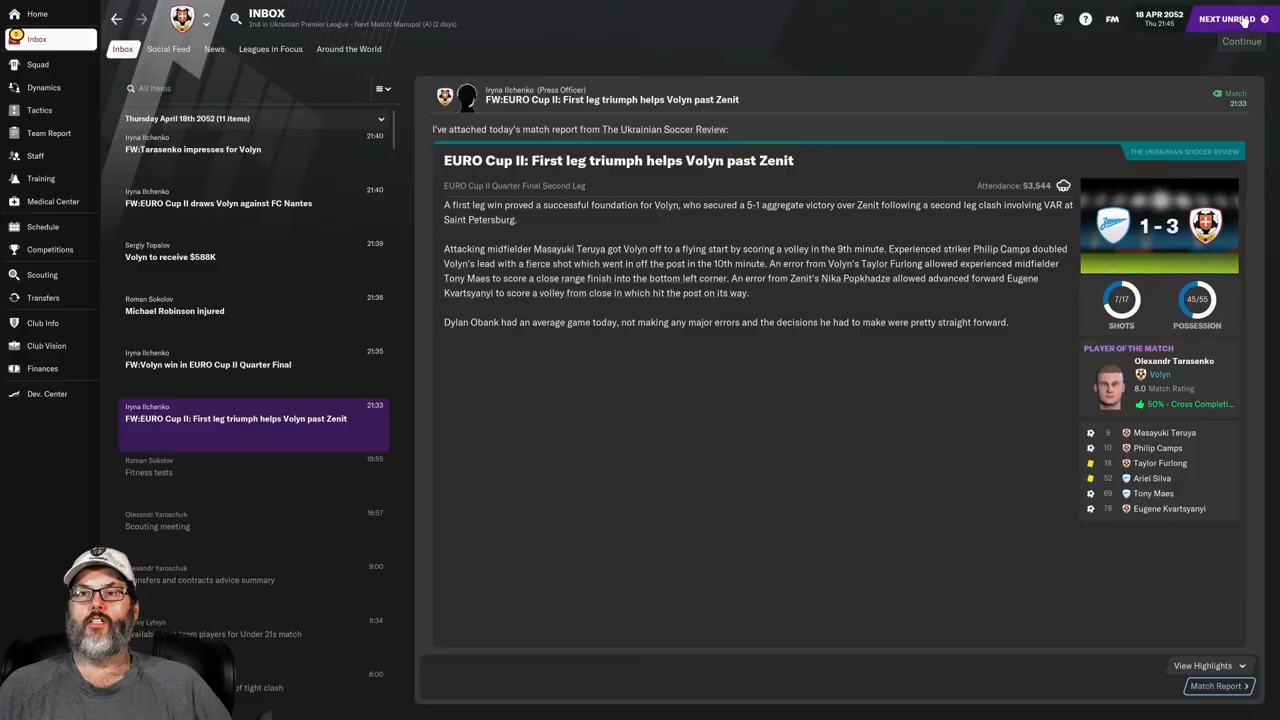 Home
INBOX
2nd in Ukrainian Premier League - Next Match: Mariupol (A) (2 days)
FM
18 APR 2052
Thu 21:45
NEXT UNREAD
Continue
5
Inbox
Squad
Dynamics
Tactics
Team Report
Staff
Training
Medical Center
Schedule
Competitions
Scouting
Transfers
Club Info
Club Vision
Finances
Dev. Center
Inbox
Social Feed
News
Leagues in Focus
Around the World
All Items
Thursday April 18th 2052 (11 items)
Iryna Ilchenko
21:40
FW:Tarasenko impresses for Volyn
Iryna Ilchenko
21:40
FW:EURO Cup II draws Volyn against FC Nantes
Sergiy Topalov
21:39
Volyn to receive $588K
Roman Sokolov
21:36
Michael Robinson injured
Iryna Ilchenko
21:35
FW:Volyn win in EURO Cup II Quarter Final
Iryna Ilchenko
21:33
FW:EURO Cup II: First leg triumph helps Volyn past Zenit
Roman Sokolov
19:55
Fitness tests
Olexandr Yaroschuk
16:57
Scouting meeting
Yaroschuk
9:00
and contracts advice summary
Lytvyn
8:34
team players for Under 21s match
8:00
of tight clash
Iryna Ilchenko (Press Officer)
FW:EURO Cup II: First leg triumph helps Volyn past Zenit
Match
21:33
I've attached today's match report from The Ukrainian Soccer Review:
EURO Cup II: First leg triumph helps Volyn past Zenit
THE UKRAINIAN SOCCER REVIEW
EURO Cup II Quarter Final Second Leg
Attendance: 53,544
A first leg win proved a successful foundation for Volyn, who secured a 5-1 aggregate victory over Zenit following a second leg clash involving VAR at
Saint Petersburg.
Attacking midfielder Masayuki Teruya got Volyn off to a flying start by scoring a volley in the 9th minute. Experienced striker Philip Camps doubled
Volyn's lead with a fierce shot which went in off the post in the 10th minute. An error from Volyn's Taylor Furlong allowed experienced midfielder
Tony Maes to score a close range finish into the bottom left corner. An error from Zenit's Nika Popkhadze allowed advanced forward Eugene
Kvartsyanyi to score a volley from close in which hit the post on its way.
Dylan Obank had an average game today, not making any major errors and the decisions he had to make were pretty straight forward.
1 - 3
7/17
SHOTS
45/55
POSSESSION
PLAYER OF THE MATCH
Olexandr Tarasenko
Volyn
8.0 Match Rating
50% - Cross Completi...
9 Masayuki Teruya
10 Philip Camps
18 Taylor Furlong
52 Ariel Silva
69 Tony Maes
78 Eugene Kvartsyanyi
View Highlights
Match Report